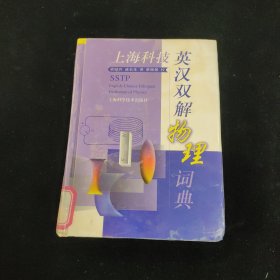 上海科技
英汉双解
物理
词典
SSTP
English-Chinese Bilingual
Dictionary of Physics
上海科学技术出版社